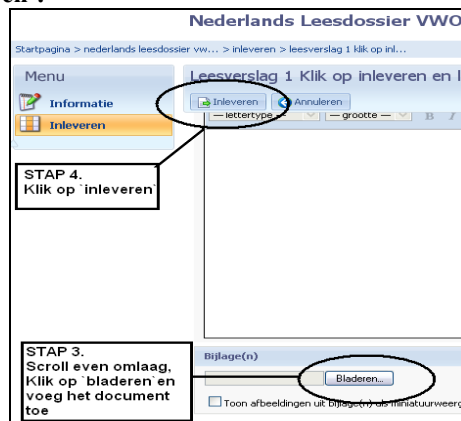 en .
Nederlands Leesdossier VWO
Startpagina > nederlands leesdossier vw... > inleveren > leesverslag 1 klik op inl...
Menu
Informatie
Inleveren
Leesverslag 1 Klik op inleveren en l
Inleveren Annuleren
— lettertype — — grootte — B I
STAP 4.
Klik op `inleveren`
STAP 3.
Scroll even omlaag,
Klik op `bladeren`en
voeg het document
toe
Bijlage(n)
Bladeren...
Toon afbeeldingen uit bijlage(n) als miniatuurweerg